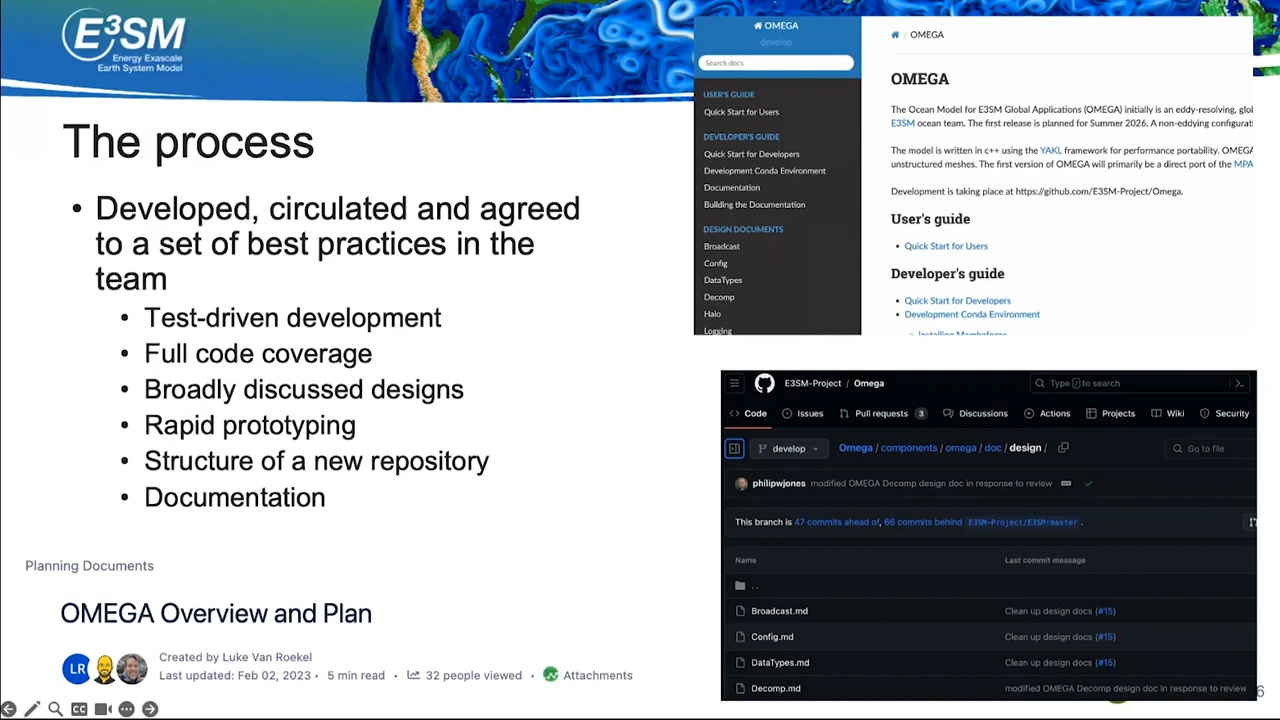 E³SM
Energy Exascale
Earth System Model
The process
• Developed, circulated and agreed
to a set of best practices in the
team
• Test-driven development
• Full code coverage
• Broadly discussed designs
• Rapid prototyping
• Structure of a new repository
• Documentation
Planning Documents
OMEGA Overview and Plan
LR
Created by Luke Van Roekel
Last updated: Feb 02, 2023 • 5 min read • 32 people viewed • Attachments
OMEGA
develop
Search docs
USER'S GUIDE
Quick Start for Users
DEVELOPER'S GUIDE
Quick Start for Developers
Development Conda Environment
Documentation
Building the Documentation
DESIGN DOCUMENTS
Broadcast
Config
DataTypes
Decomp
Halo
Logging
/ OMEGA
OMEGA
The Ocean Model for E3SM Global Applications (OMEGA) initially is an eddy-resolving,
E3SM ocean team. The first release is planned for Summer 2026. A non-eddying
The model is written in c++ using the YAKL framework for performance portability. OMEGA
unstructured meshes. The first version of OMEGA will primarily be a direct port of the
Development is taking place at https://github.com/E3SM-Project/Omega.
User's guide
• Quick Start for Users
Developer's guide
• Quick Start for Developers
• Development Conda Environment
E3SM-Project / Omega
Type / to search
Code Issues Pull requests 3 Discussions Actions Projects Wiki Security
develop Omega / components / omega / doc / design / Go to file
philipwjones modified OMEGA Decomp design doc in response to review
This branch is 47 commits ahead of, 66 commits behind E3SM-Project/E3SM:master .
Name Last commit message
..
Broadcast.md Clean up design docs (#15)
Config.md Clean up design docs (#15)
DataTypes.md Clean up design docs (#15)
Decomp.md modified OMEGA Decomp design doc in response to review
CC
6